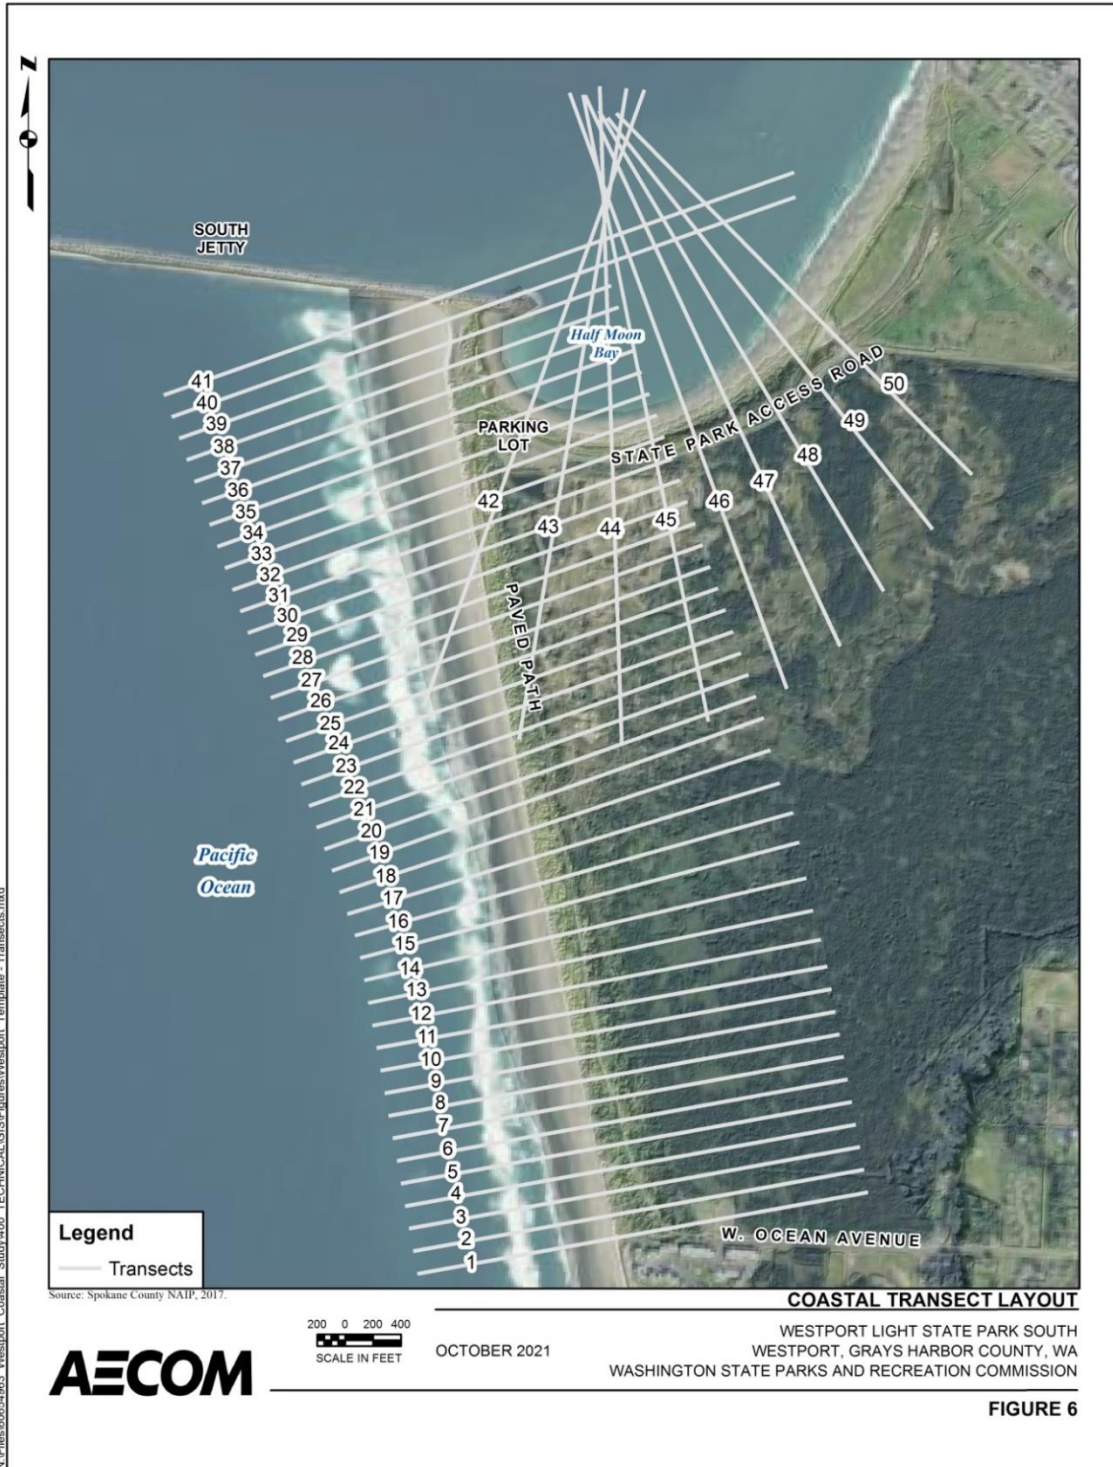 Z
SOUTH
JETTY
Half Moon
Bay
STATE PARK ACCESS ROAD
PARKING
LOT
41
40
39
38
37
36
35
34
33
32
31
30
29
28
27
26
25
24
23
22
21
20
19
18
17
16
15
14
13
12
11
10
9
8
7
6
5
4
3
2
1
42
43
44
45
46
47
48
49
50
PAVED PATH
Pacific
Ocean
W. OCEAN AVENUE
Legend
Transects
Source: Spokane County NAIP, 2017.
COASTAL TRANSECT LAYOUT
200 0 200 400
SCALE IN FEET
OCTOBER 2021
WESTPORT LIGHT STATE PARK SOUTH
WESTPORT, GRAYS HARBOR COUNTY, WA
WASHINGTON STATE PARKS AND RECREATION COMMISSION
AECOM
FIGURE 6